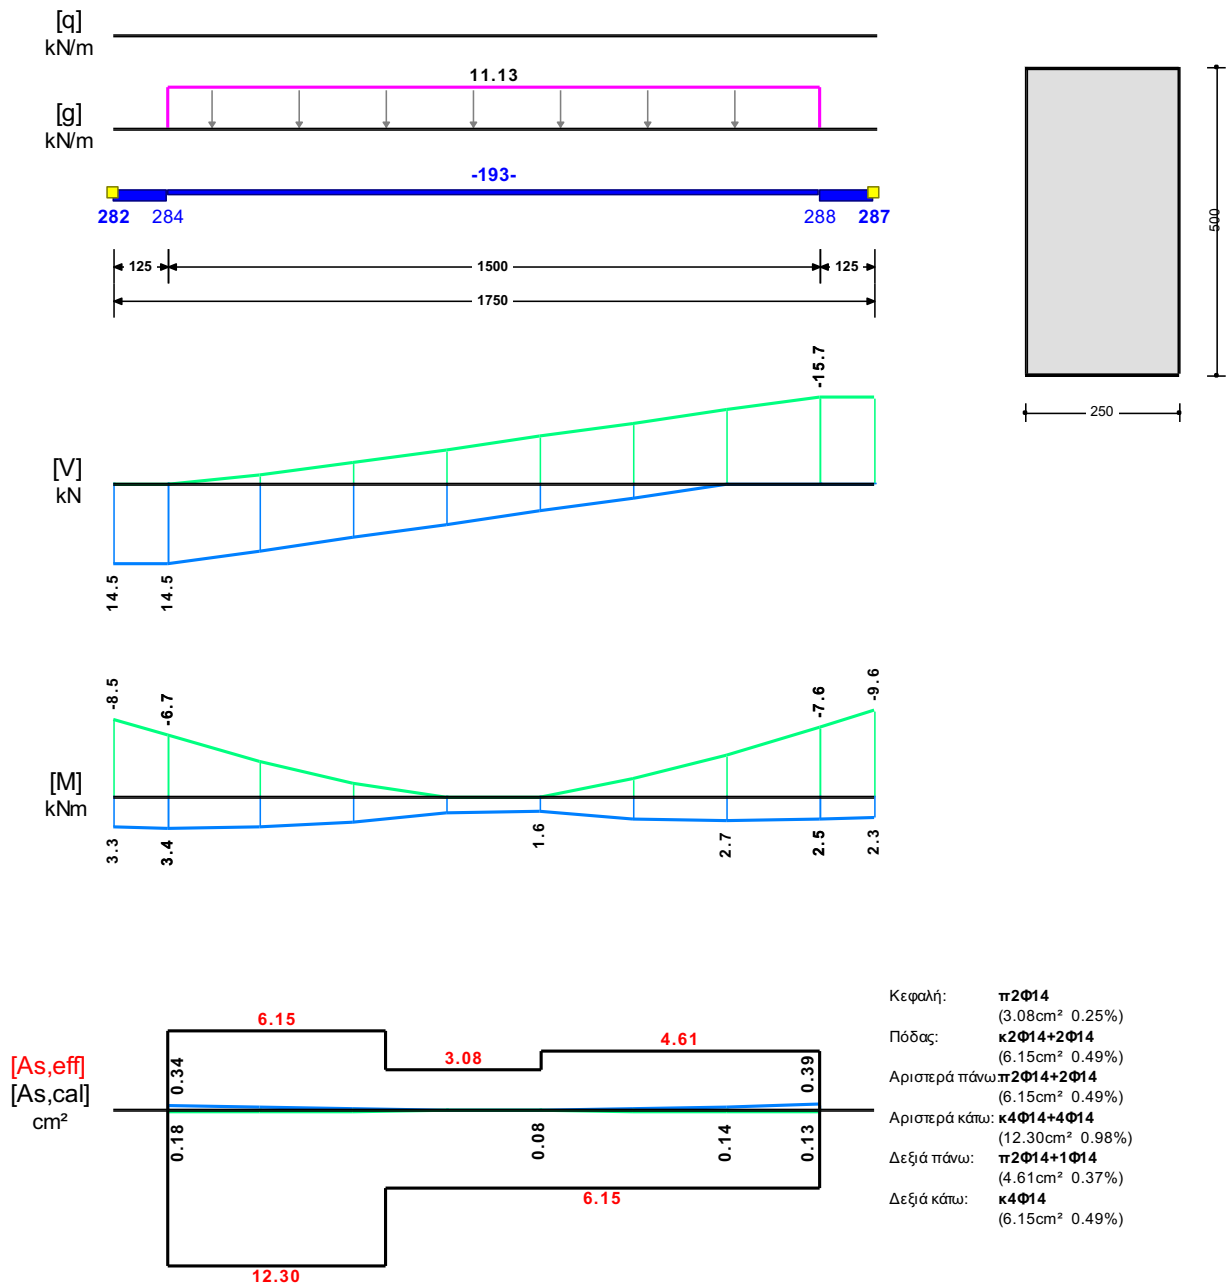 [q]
kN/m
11.13
[g]
kN/m
-193-
282 284 288 287
125 1500 125
1750
500
250
-15.7
[V]
kN
14.5 14.5
-8.5 -6.7 -7.6 -9.6
[M]
kNm
3.3 3.4 1.6 2.7 2.5 2.3
6.15 3.08 4.61
[As,eff]
[As,cal]
cm²
0.34 0.39
0.18 0.08 0.14 0.13
6.15
12.30
Κεφαλή: π2Φ14
(3.08cm² 0.25%)
Πόδας: κ2Φ14+2Φ14
(6.15cm² 0.49%)
Αριστερά πάνω: π2Φ14+2Φ14
(6.15cm² 0.49%)
Αριστερά κάτω: κ4Φ14+4Φ14
(12.30cm² 0.98%)
Δεξιά πάνω: π2Φ14+1Φ14
(4.61cm² 0.37%)
Δεξιά κάτω: κ4Φ14
(6.15cm² 0.49%)